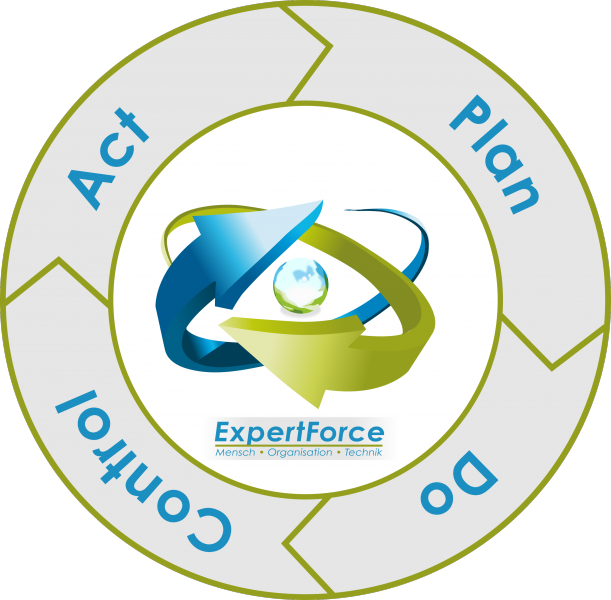 Plan
Do
Control
Act
ExpertForce
Mensch • Organisation • Technik